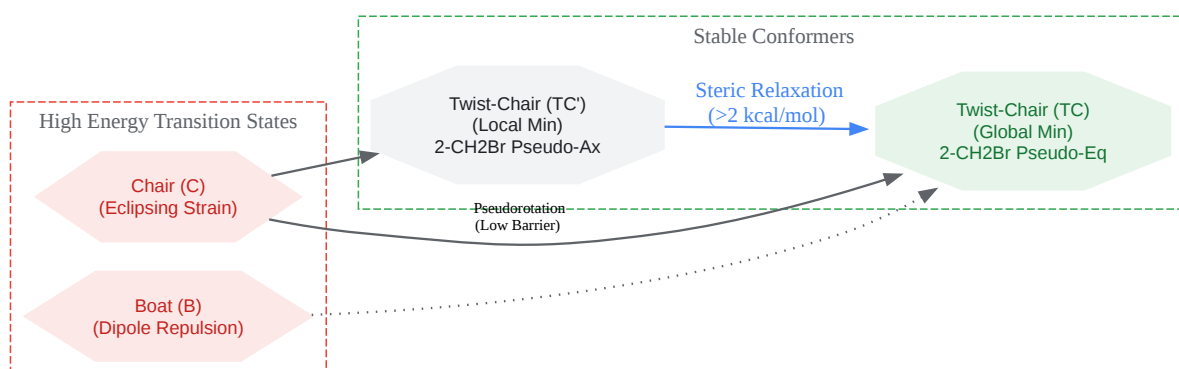 Stable Conformers
High Energy Transition States
Twist-Chair (TC')
(Local Min)
2-CH2Br Pseudo-Ax
Steric Relaxation
(>2 kcal/mol)
Twist-Chair (TC)
(Global Min)
2-CH2Br Pseudo-Eq
Chair (C)
(Eclipsing Strain)
Pseudorotation
(Low Barrier)
Boat (B)
(Dipole Repulsion)